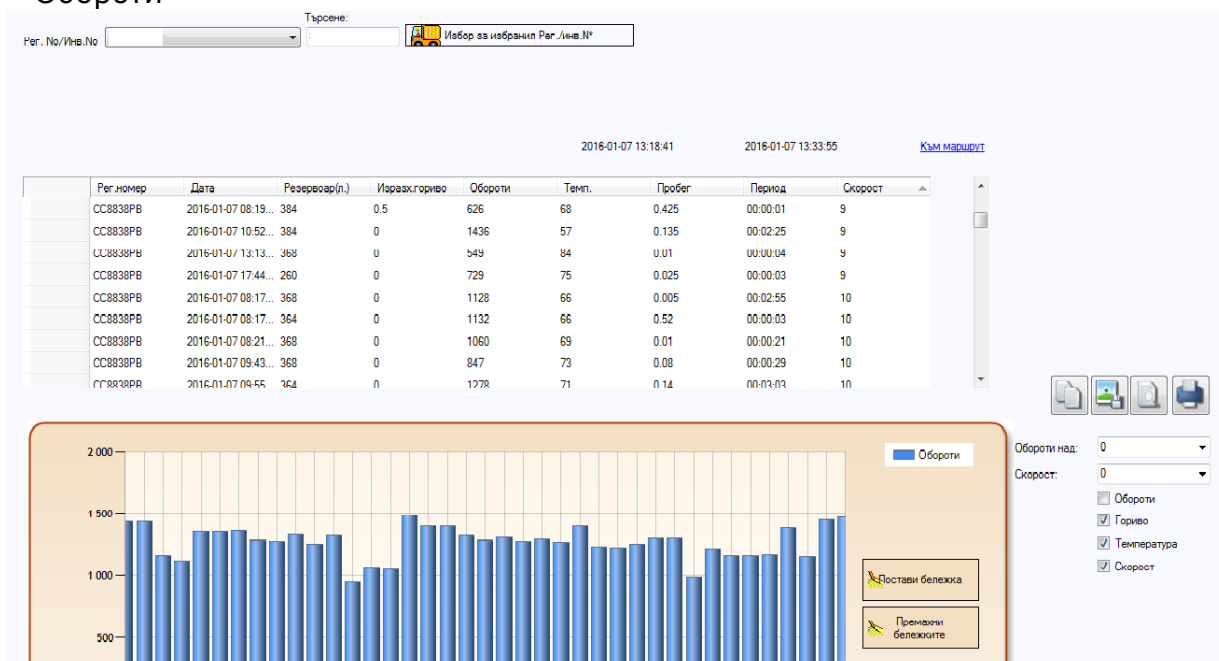 Обороти
Търсене:
Рег. No/Инв.No
Избор за избрания Рег./инв.N°
2016-01-07 13:18:41 2016-01-07 13:33:55 Към маршрут
Рег.номер Дата Резервоар(л.) Изразх.гориво Обороти Темп. Пробег Период Скорост
CC8838PB 2016-01-07 08:19... 384 0.5 626 68 0.425 00:00:01 9
CC8838PB 2016-01-07 10:52... 384 0 1436 57 0.135 00:02:25 9
CC8838PB 2016-01-07 13:13... 368 0 549 84 0.01 00:00:04 9
CC8838PB 2016-01-07 17:44... 260 0 729 75 0.025 00:00:03 9
CC8838PB 2016-01-07 08:17... 368 0 1128 66 0.005 00:02:55 10
CC8838PB 2016-01-07 08:17... 364 0 1132 66 0.52 00:00:03 10
CC8838PB 2016-01-07 08:21... 368 0 1060 69 0.01 00:00:21 10
CC8838PB 2016-01-07 09:43... 368 0 847 73 0.08 00:00:29 10
CC8838PB 2016-01-07 09:55... 364 0 1278 71 0.14 00:03:03 10
Обороти над: 0
Скорост: 0
Обороти
Гориво
Температура
Скорост
2 000
Обороти
1 500
1 000
Постави бележка
Премахни
бележките
500